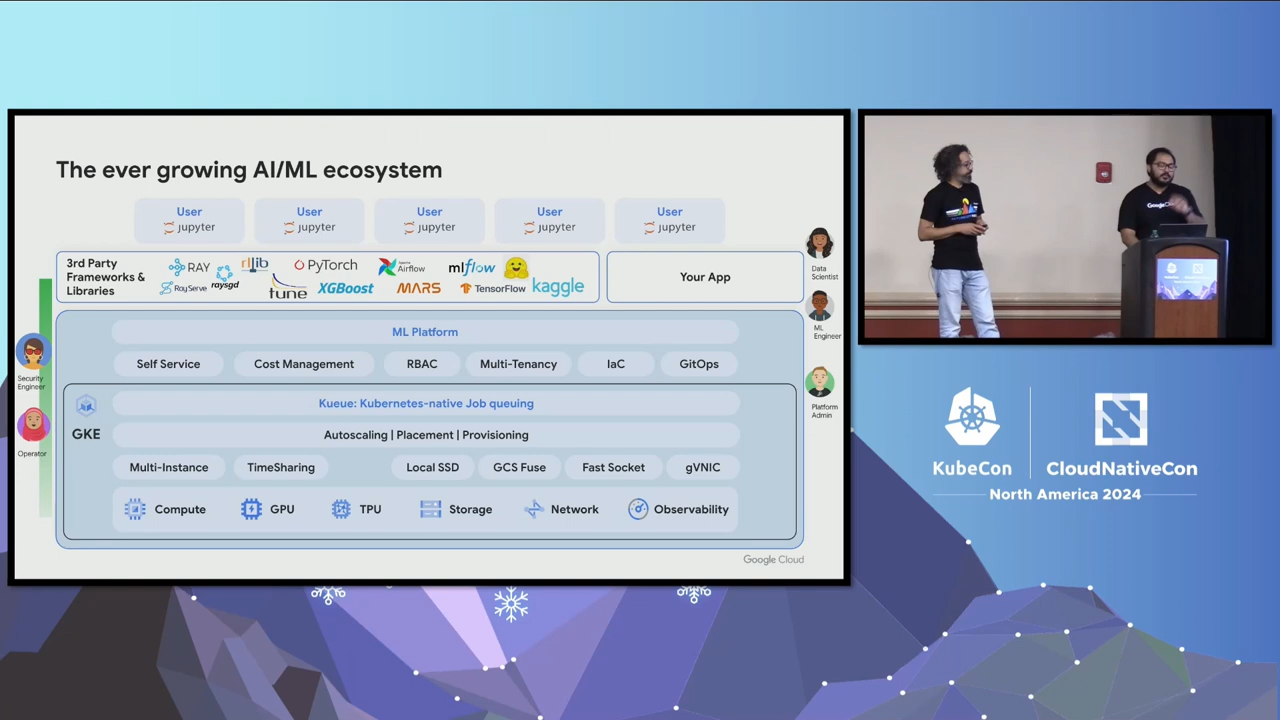 The ever growing AI/ML ecosystem
User
jupyter
User
jupyter
User
jupyter
User
jupyter
User
jupyter
3rd Party
Frameworks &
Libraries
RAY
rllib
PyTorch
Airflow
mlflow
RayServe
raysgd
tune
XGBoost
MARS
TensorFlow
kaggle
Your App
Data
Scientist
ML
Engineer
Platform
Admin
Security
Engineer
Operator
ML Platform
Self Service
Cost Management
RBAC
Multi-Tenancy
IaC
GitOps
GKE
Kueue: Kubernetes-native Job queuing
Autoscaling | Placement | Provisioning
Multi-Instance
TimeSharing
Local SSD
GCS Fuse
Fast Socket
gVNIC
Compute
GPU
TPU
Storage
Network
Observability
Google Cloud
KubeCon
CloudNativeCon
North America 2024